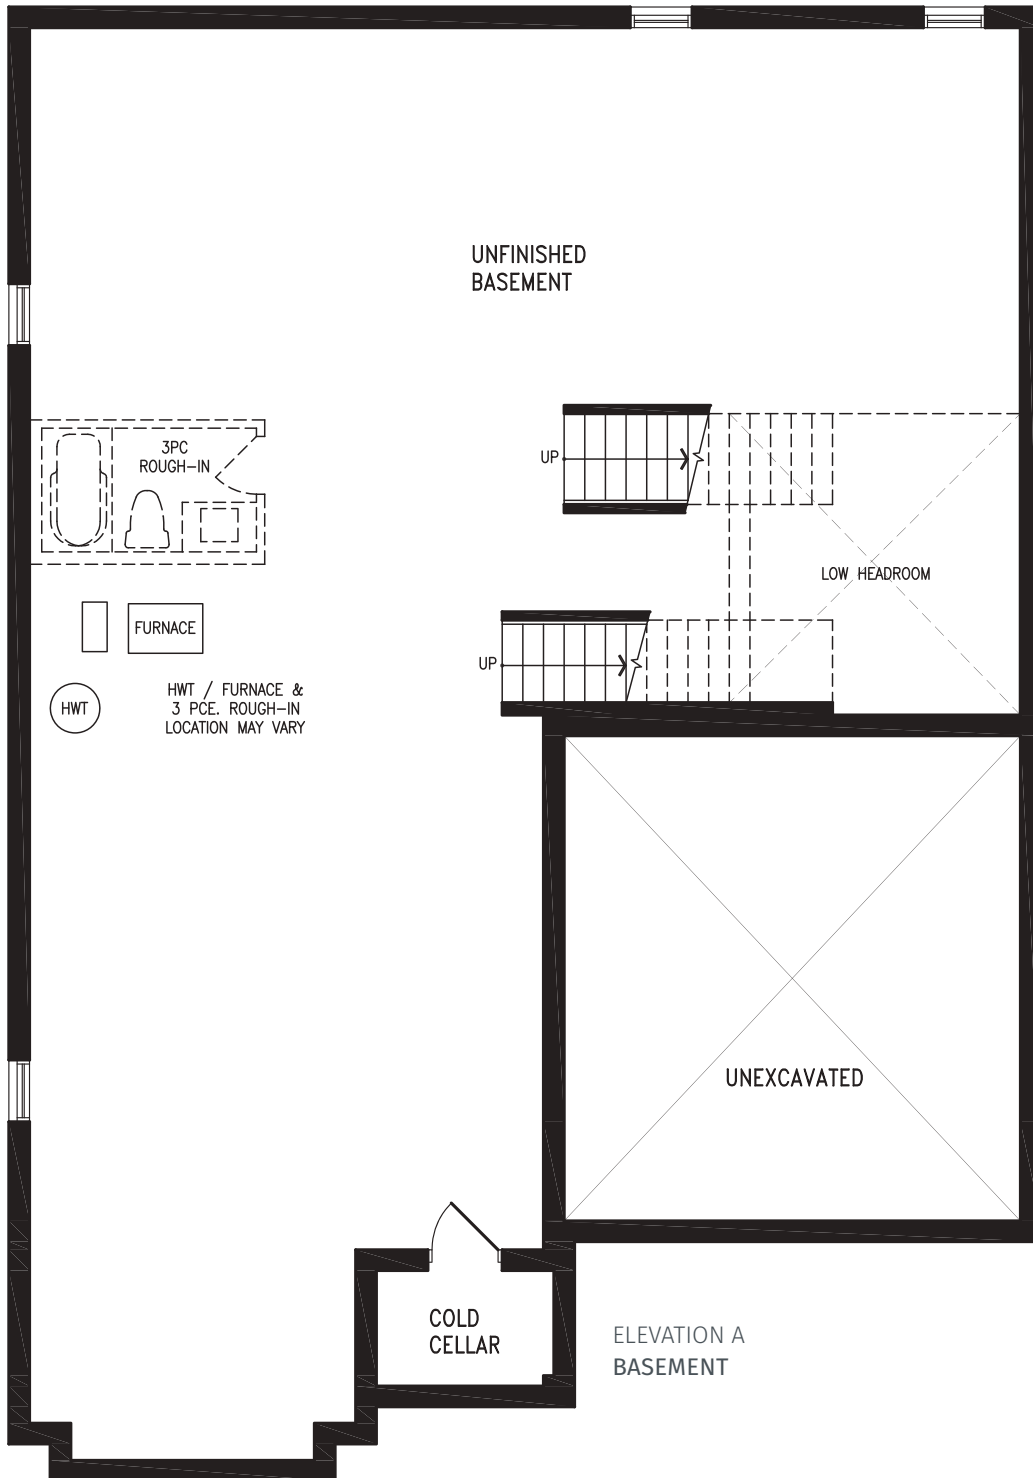 UNFINISHED
BASEMENT
3PC
ROUGH-IN
UP
LOW HEADROOM
FURNACE
UP
HWT
HWT / FURNACE &
3 PCE. ROUGH-IN
LOCATION MAY VARY
UNEXCAVATED
COLD
CELLAR
ELEVATION A
BASEMENT